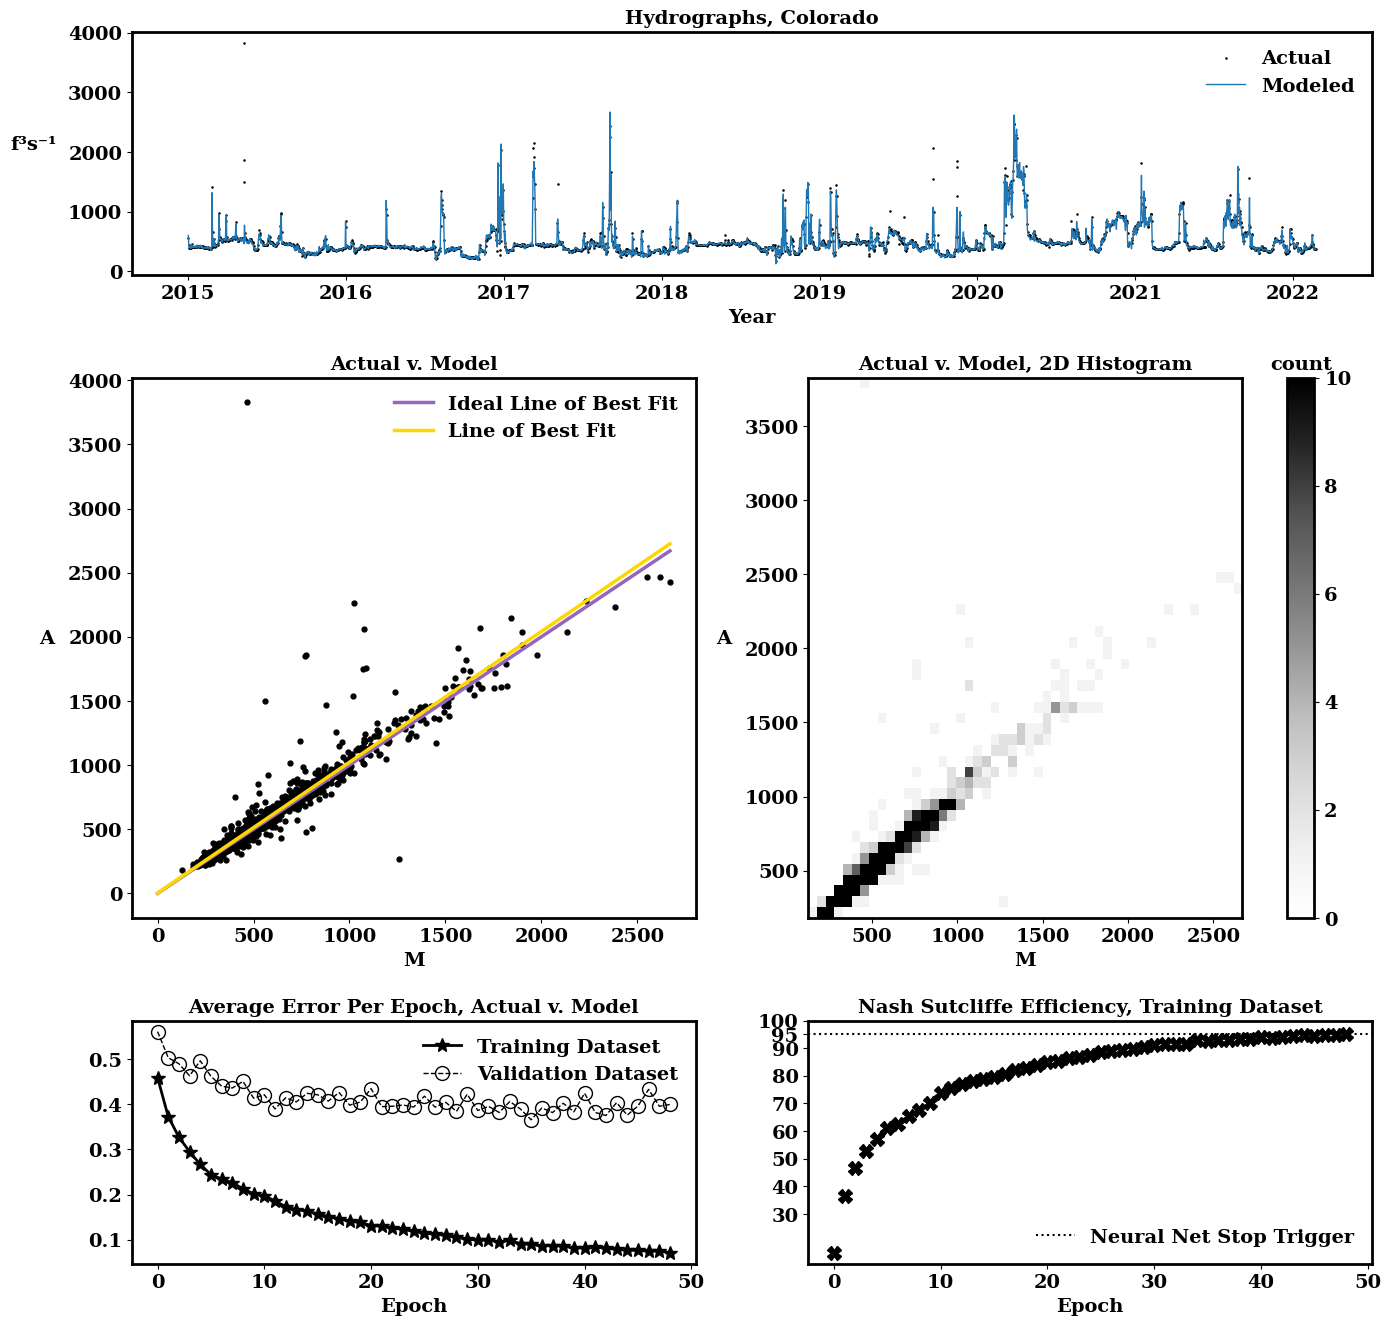 Hydrographs, Colorado
4000
3000
2000
1000
0
f³s⁻¹
Actual
Modeled
2015 2016 2017 2018 2019 2020 2021 2022
Year
Actual v. Model
4000
3500
3000
2500
2000
1500
1000
500
0
A
Ideal Line of Best Fit
Line of Best Fit
0 500 1000 1500 2000 2500
M
Actual v. Model, 2D Histogram
3500
3000
2500
2000
1500
1000
500
A
500 1000 1500 2000 2500
M
count
10
8
6
4
2
0
Average Error Per Epoch, Actual v. Model
0.5
0.4
0.3
0.2
0.1
Training Dataset
Validation Dataset
0 10 20 30 40 50
Epoch
Nash Sutcliffe Efficiency, Training Dataset
100
95
90
80
70
60
50
40
30
Neural Net Stop Trigger
0 10 20 30 40 50
Epoch